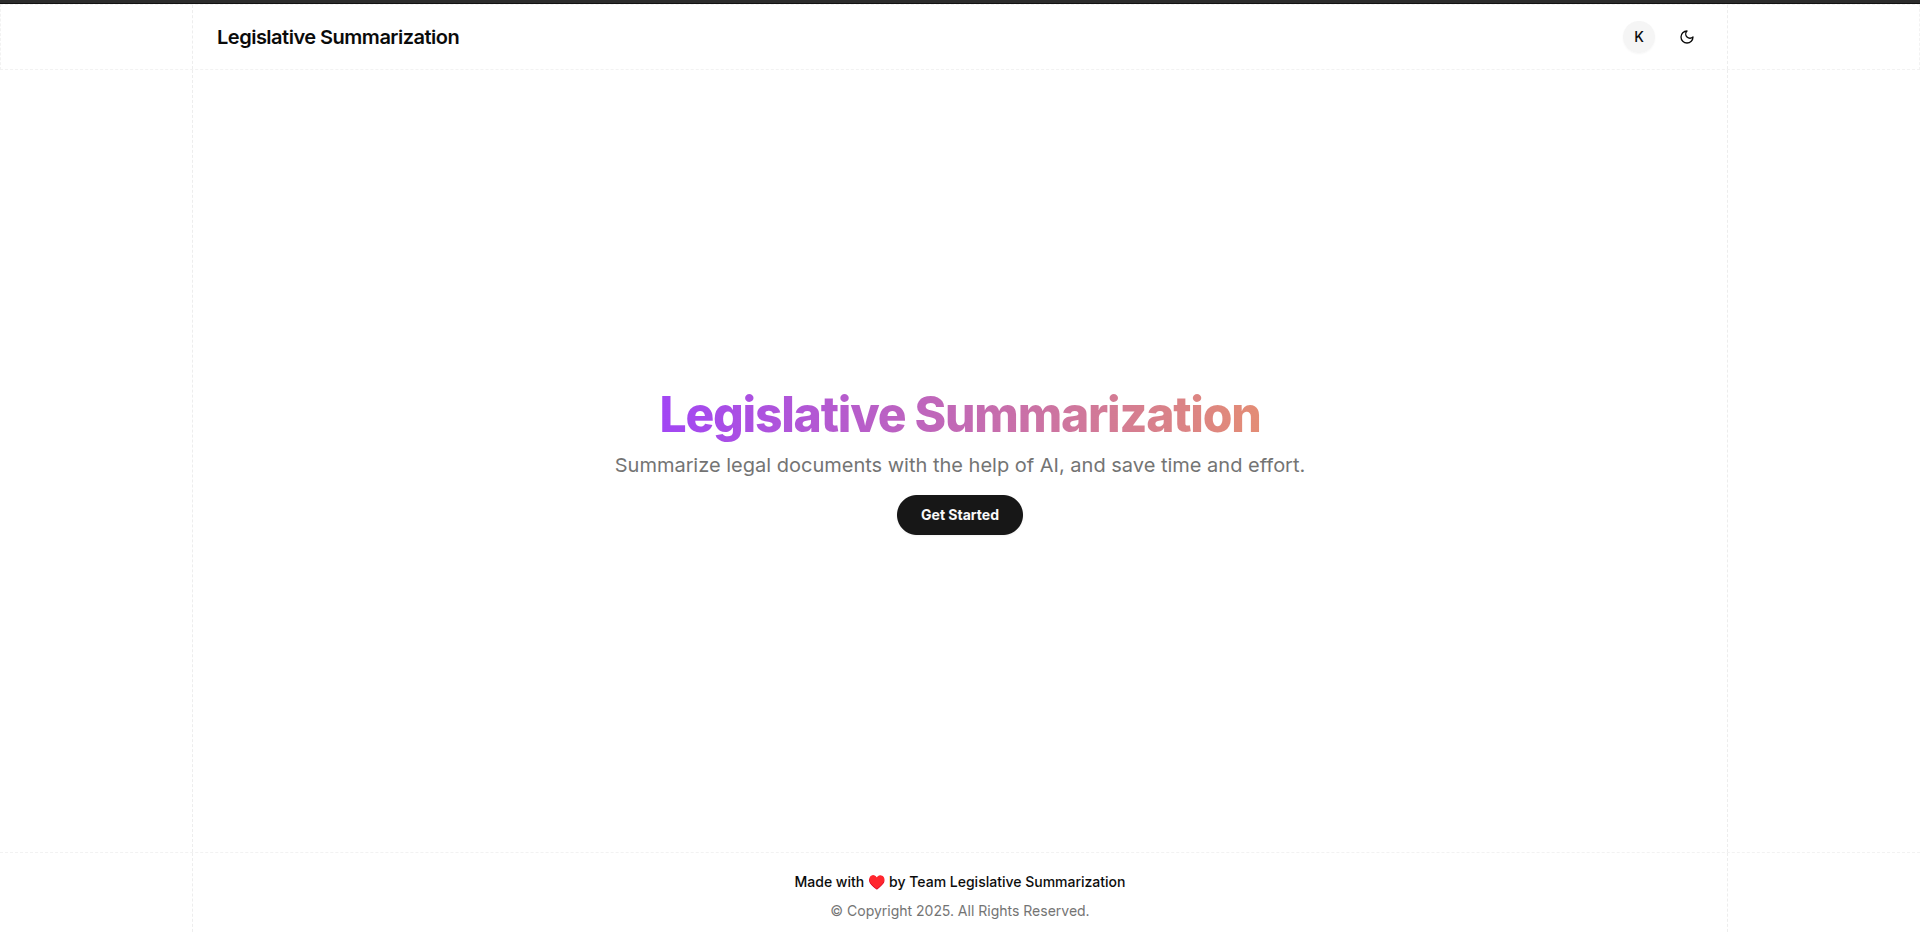 Legislative Summarization
K
Legislative Summarization
Summarize legal documents with the help of AI, and save time and effort.
Get Started
Made with ❤️ by Team Legislative Summarization
© Copyright 2025. All Rights Reserved.